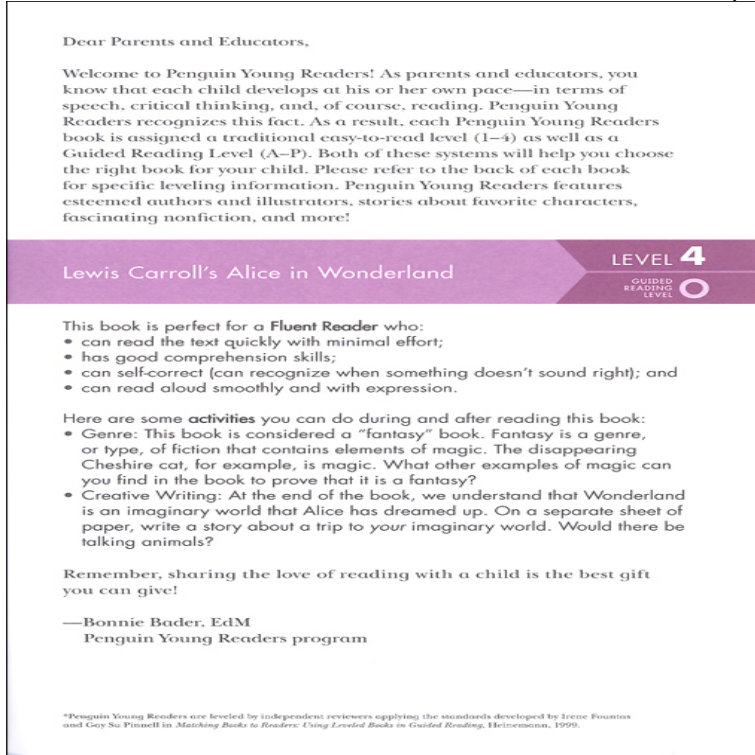 Dear Parents and Educators,
Welcome to Penguin Young Readers! As parents and educators, you
know that each child develops at his or her own pace—in terms of
speech, critical thinking, and, of course, reading. Penguin Young
Readers recognizes this fact. As a result, each Penguin Young Readers
book is assigned a traditional easy-to-read level (1–4) as well as a
Guided Reading Level (A–P). Both of these systems will help you choose
the right book for your child. Please refer to the back of each book
for specific leveling information. Penguin Young Readers features
esteemed authors and illustrators, stories about favorite characters,
fascinating nonfiction, and more!
Lewis Carroll's Alice in Wonderland
LEVEL 4
GUIDED
READING
LEVEL O
This book is perfect for a Fluent Reader who:
• can read the text quickly with minimal effort;
• has good comprehension skills;
• can self-correct (can recognize when something doesn't sound right); and
• can read aloud smoothly and with expression.
Here are some activities you can do during and after reading this book:
• Genre: This book is considered a "fantasy" book. Fantasy is a genre,
or type, of fiction that contains elements of magic. The disappearing
Cheshire cat, for example, is magic. What other examples of magic can
you find in the book to prove that it is a fantasy?
• Creative Writing: At the end of the book, we understand that Wonderland
is an imaginary world that Alice has dreamed up. On a separate sheet of
paper, write a story about a trip to your imaginary world. Would there be
talking animals?
Remember, sharing the love of reading with a child is the best gift
you can give!
—Bonnie Bader, EdM
Penguin Young Readers program
*Penguin Young Readers are leveled by independent reviewers applying the standards developed by Irene Fountas
and Gay Su Pinnell in Matching Books to Readers: Using Leveled Books in Guided Reading, Heinemann, 1999.